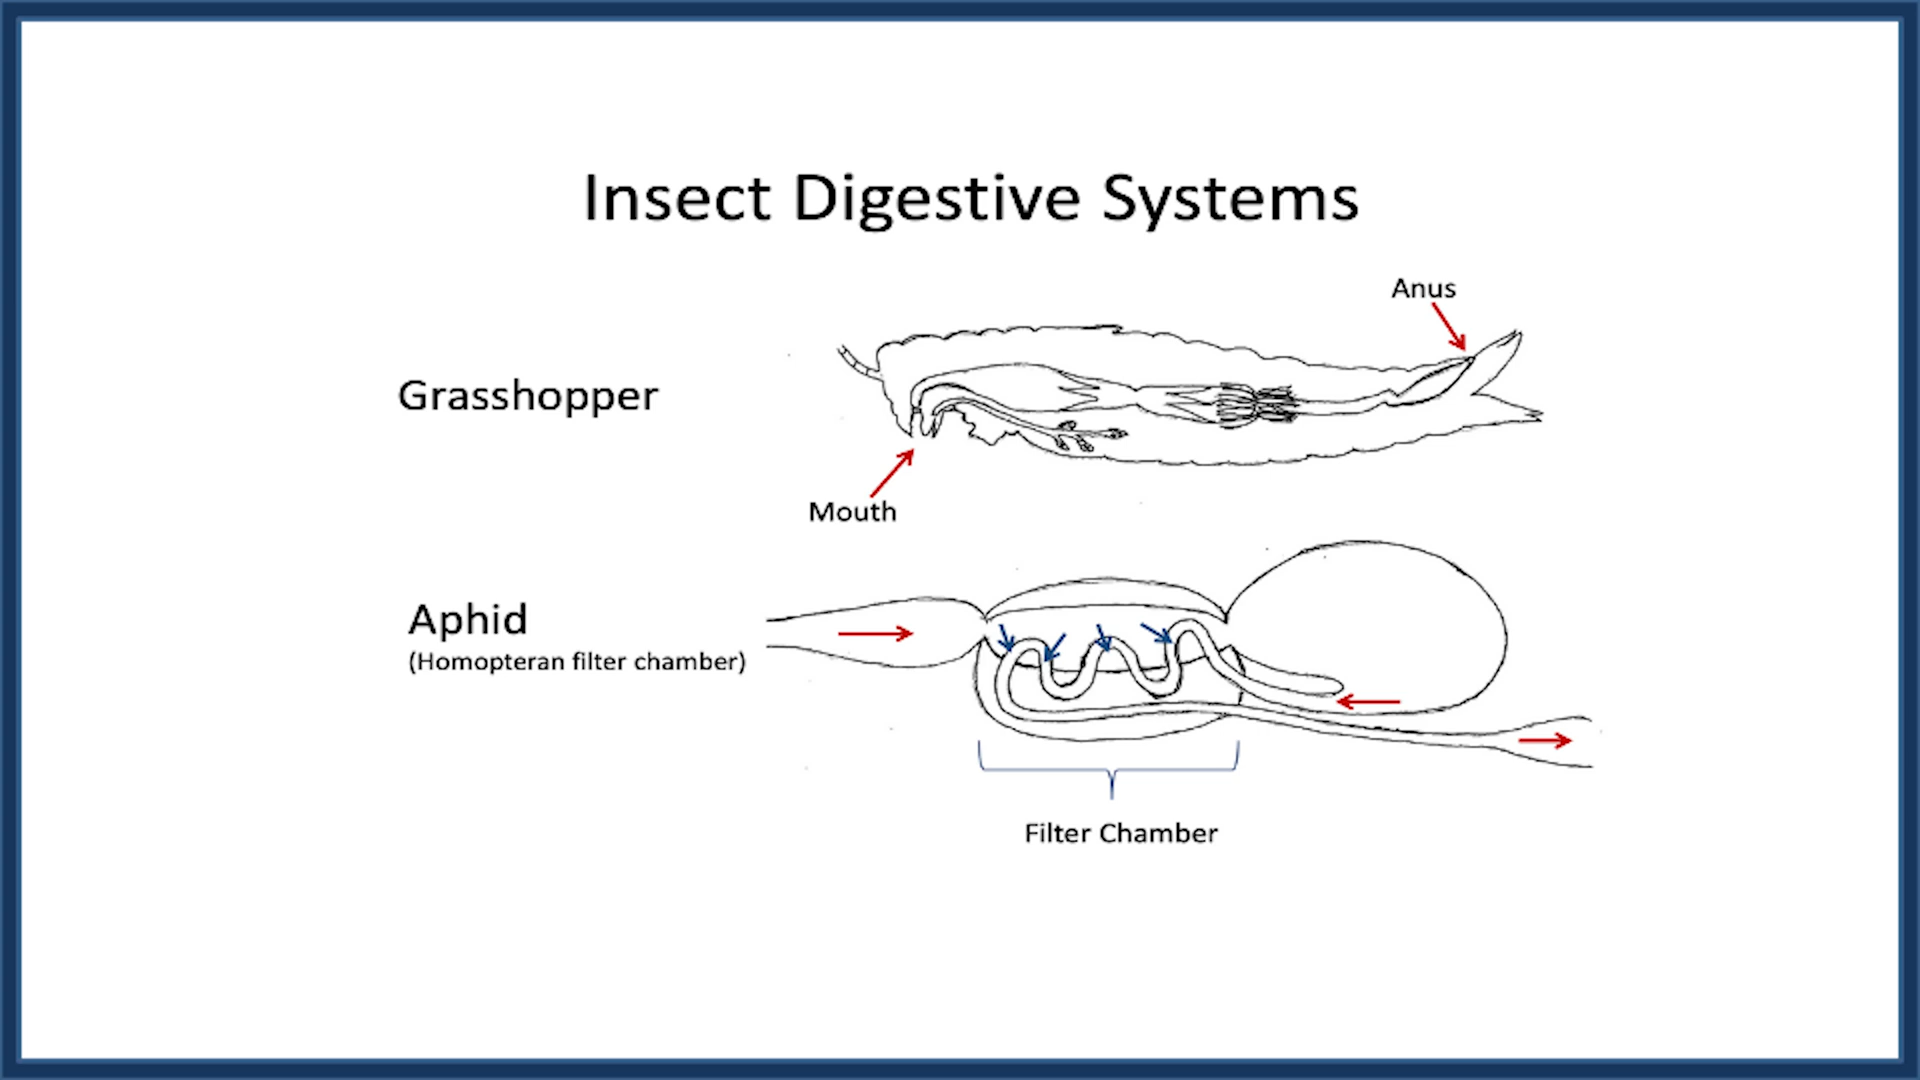 Insect Digestive Systems
Anus
Grasshopper
Mouth
Aphid
(Homopteran filter chamber)
Filter Chamber